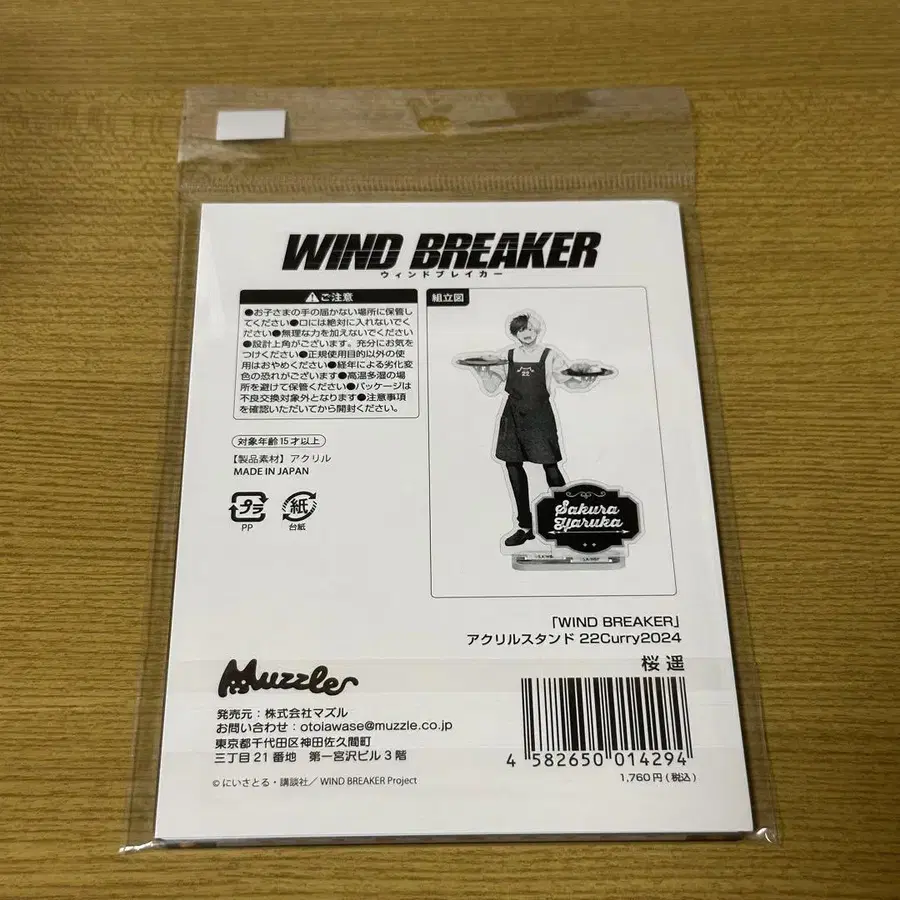 WIND BREAKER
ウィンドブレイカー
⚠ご注意
●お子さまの手の届かない場所に保管し
てください●口には絶対に入れないでく
ださい●無理な力を加えないでください
●設計上角がございます。充分にお気を
つけください●正規使用目的以外の使
用はおやめください●経年による劣化変
色の恐れがございます●高温多湿の場
所を避けて保管ください●パッケージは
不良交換対象外となります●注意事項
を確認いただいてから開封ください。
対象年齢15才以上
【製品素材】アクリル
MADE IN JAPAN
プラ
PP
紙
台紙
組立図
22
Sakura
Haruka
「WIND BREAKER」
アクリルスタンド 22Curry2024
桜 遥
Muzzle
発売元：株式会社マズル
お問い合わせ：otoiawase@muzzle.co.jp
東京都千代田区神田佐久間町
三丁目21番地 第一宮沢ビル3階
©にいさとる・講談社／WIND BREAKER Project
4 582650 014294
1,760円(税込)